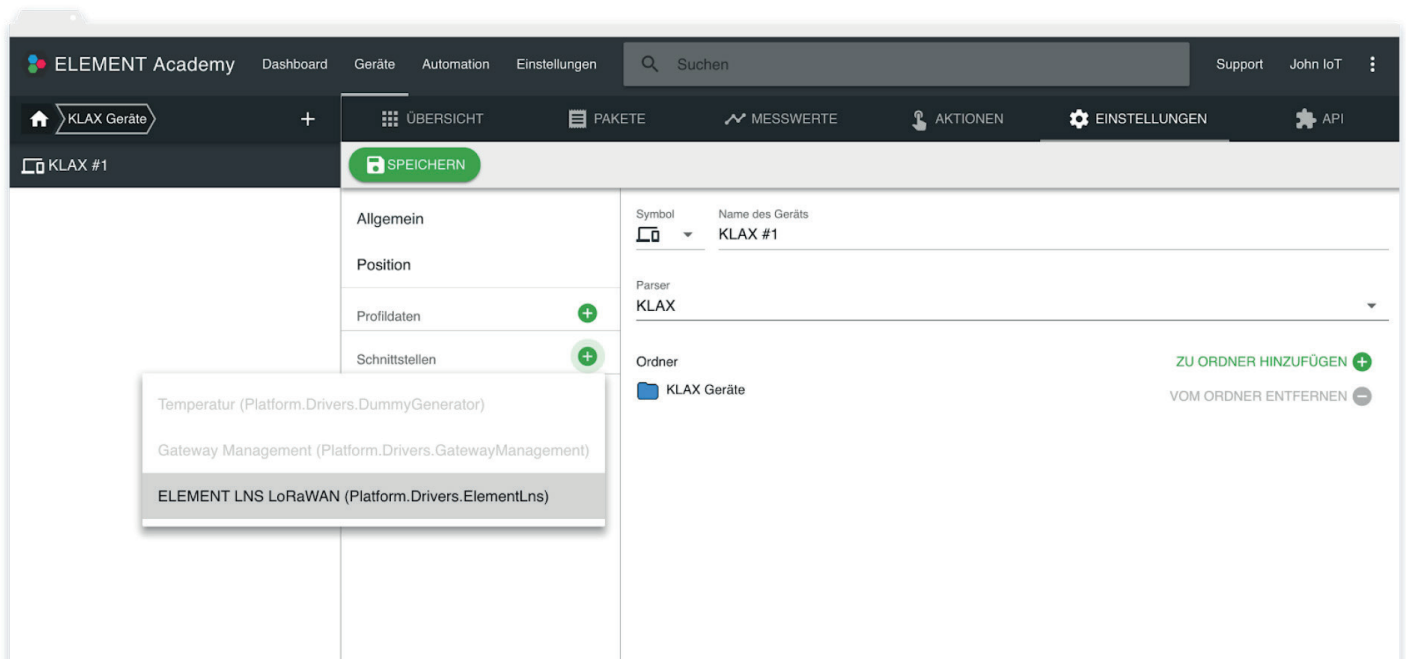 ELEMENT Academy Dashboard Geräte Automation Einstellungen Suchen Support John IoT
KLAX Geräte ÜBERSICHT PAKETE MESSWERTE AKTIONEN EINSTELLUNGEN API
KLAX #1 SPEICHERN
Allgemein
Position
Profildaten
Schnittstellen
Temperatur (Platform.Drivers.DummyGenerator)
Gateway Management (Platform.Drivers.GatewayManagement)
ELEMENT LNS LoRaWAN (Platform.Drivers.ElementLns)
Symbol Name des Geräts
KLAX #1
Parser
KLAX
Ordner ZU ORDNER HINZUFÜGEN
KLAX Geräte VOM ORDNER ENTFERNEN